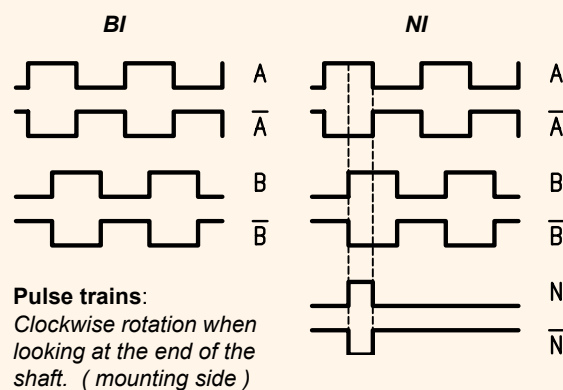 BI
A
A̅
B
B̅
Pulse trains:
Clockwise rotation when
looking at the end of the
shaft. ( mounting side )
NI
A
A̅
B
B̅
N
N̅